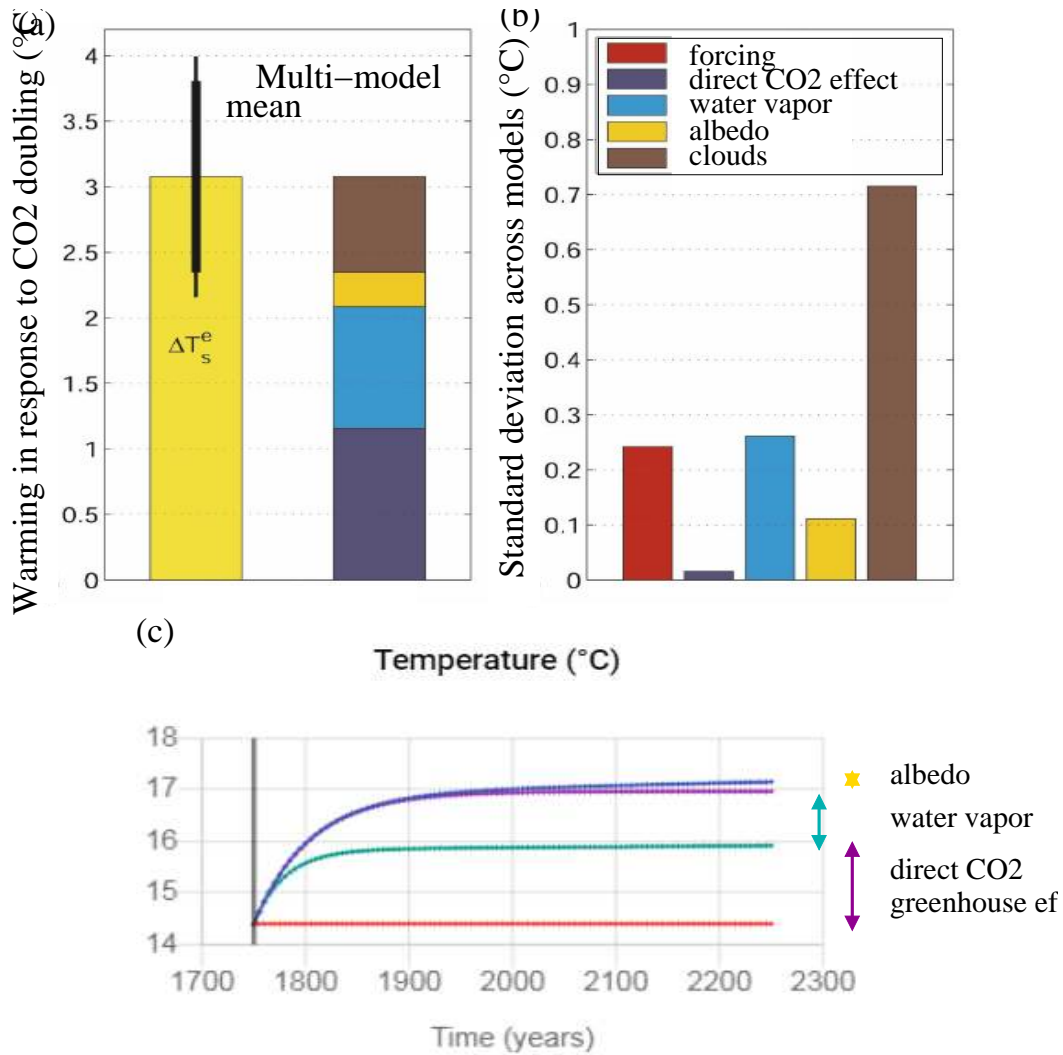 (a)
Warming in response to CO2 doubling (°C)
4
3.5
3
2.5
2
1.5
1
0.5
0
Multi−model
mean
ΔT
e
s
(b)
Standard deviation across models (°C)
1
0.9
0.8
0.7
0.6
0.5
0.4
0.3
0.2
0.1
0
forcing
direct CO2 effect
water vapor
albedo
clouds
(c)
Temperature (°C)
18
17
16
15
14
1700 1800 1900 2000 2100 2200 2300
Time (years)
albedo
water vapor
direct CO2
greenhouse ef